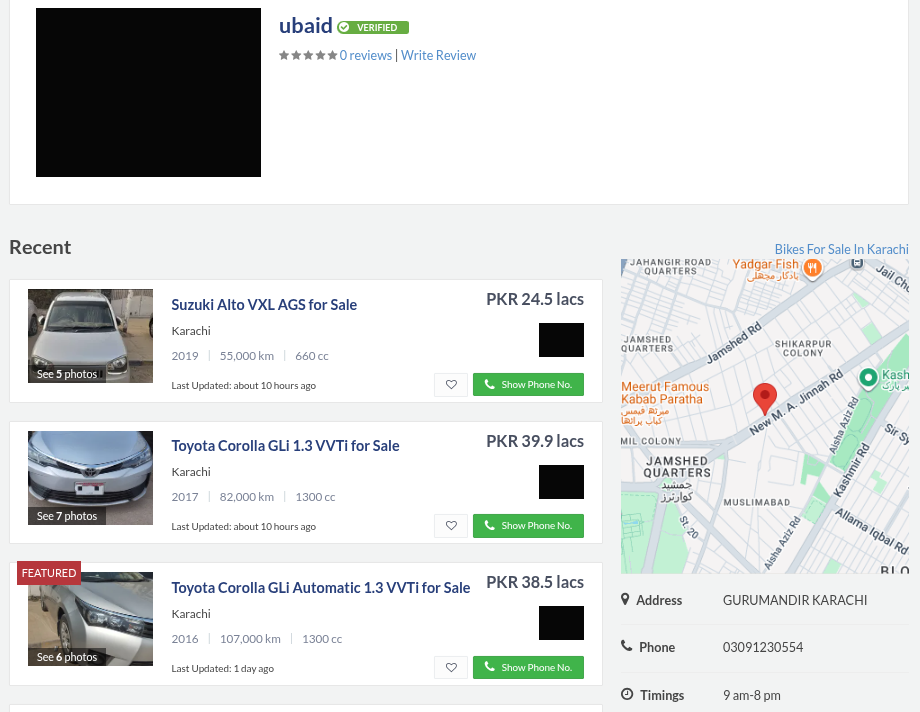 ubaid
VERIFIED
0 reviews | Write Review
Recent
Bikes For Sale In Karachi
Suzuki Alto VXL AGS for Sale
PKR 24.5 lacs
Karachi
2019 | 55,000 km | 660 cc
See 5 photos
Last Updated: about 10 hours ago
Show Phone No.
Toyota Corolla GLi 1.3 VVTi for Sale
PKR 39.9 lacs
Karachi
2017 | 82,000 km | 1300 cc
See 7 photos
Last Updated: about 10 hours ago
Show Phone No.
FEATURED
Toyota Corolla GLi Automatic 1.3 VVTi for Sale
PKR 38.5 lacs
Karachi
2016 | 107,000 km | 1300 cc
See 6 photos
Last Updated: 1 day ago
Show Phone No.
JAHANGIR ROAD
QUARTERS
Yadgar Fish
یادگار مچھلی
Jail Cho
JAMSHED
QUARTERS
Jamshed Rd
SHIKARPUR
COLONY
Kash
Meerut Famous
Kabab Paratha
New M. A. Jinnah Rd
Aisha Aziz Rd
Sir Sy
MIL COLONY
JAMSHED
QUARTERS
جمشید
کوارٹرز
Kashmir Rd
MUSLIMABAD
St. 20
Aisha Aziz Rd
Allama Iqbal Rd
BLO
Address GURUMANDIR KARACHI
Phone 03091230554
Timings 9 am-8 pm